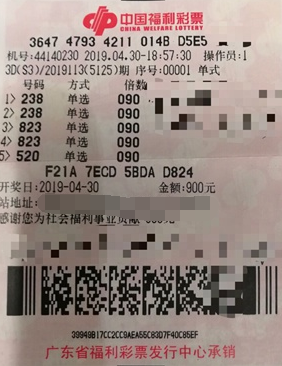 中国福利彩票
CHINA WELFARE LOTTERY
3647 4793 4211 014B D5E5
机号:44140230 2019.04.30-18:57:30 操作员:1
3D(S3)/2019113(5125)期 序号:00001 单式
号码 方式 倍数
1> 238 单选 090
2> 238 单选 090
3> 823 单选 090
4> 823 单选 090
5> 520 单选 090
F21A 7ECD 5BDA D824
开奖日:2019-04-30 金额:900元
站地址:
感谢您为社会福利事业贡献
39949B17CC2CC9AEA55C83D7F40C85EF
广东省福利彩票发行中心承销